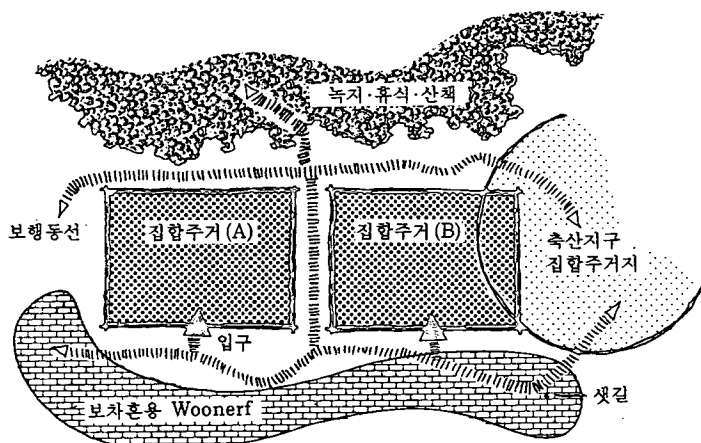 녹지·휴식·산책
보행동선
집합주거(A)
집합주거(B)
축산지구
집합주거지
입구
보차혼용 Woonerf
샛길